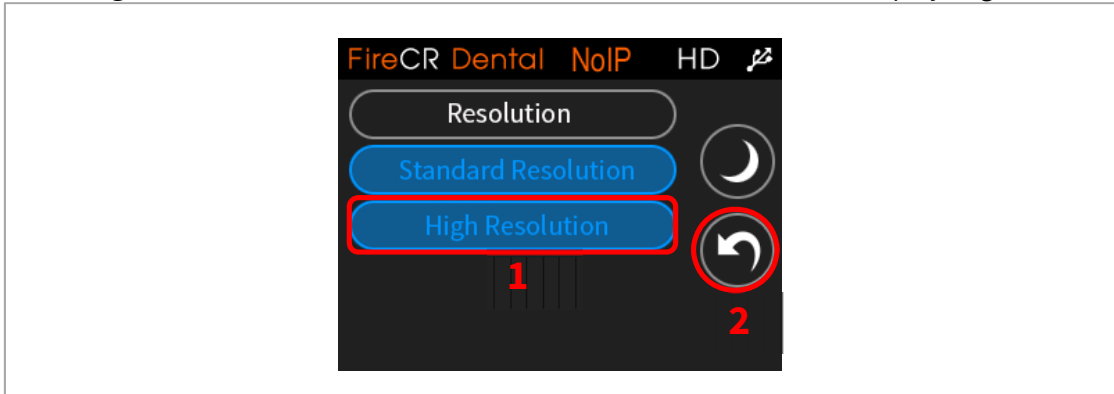 FireCR Dental NoIP HD
Resolution
Standard Resolution
High Resolution
1
2